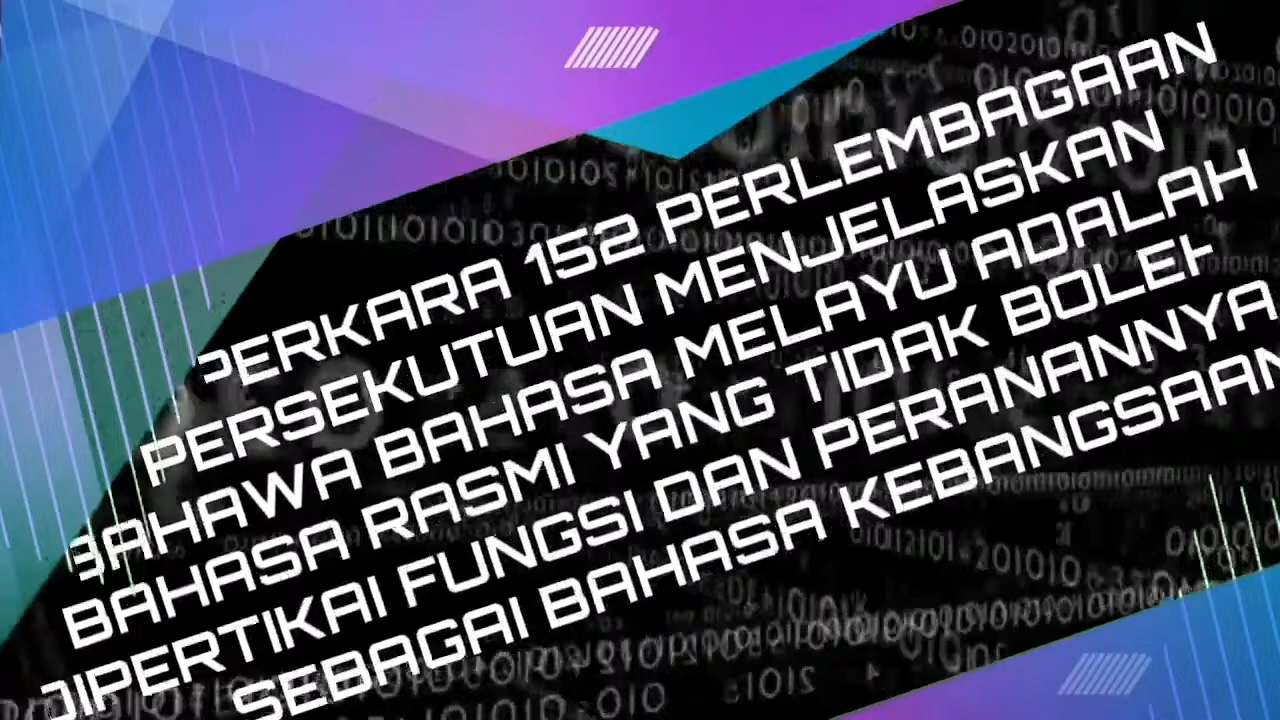 PERKARA 152 PERLEMBAGAAN
PERSEKUTUAN MENJELASKAN
BAHAWA BAHASA MELAYU ADALAH
BAHASA RASMI YANG TIDAK BOLEH
DIPERTIKAI FUNGSI DAN PERANANNYA
SEBAGAI BAHASA KEBANGSAAN